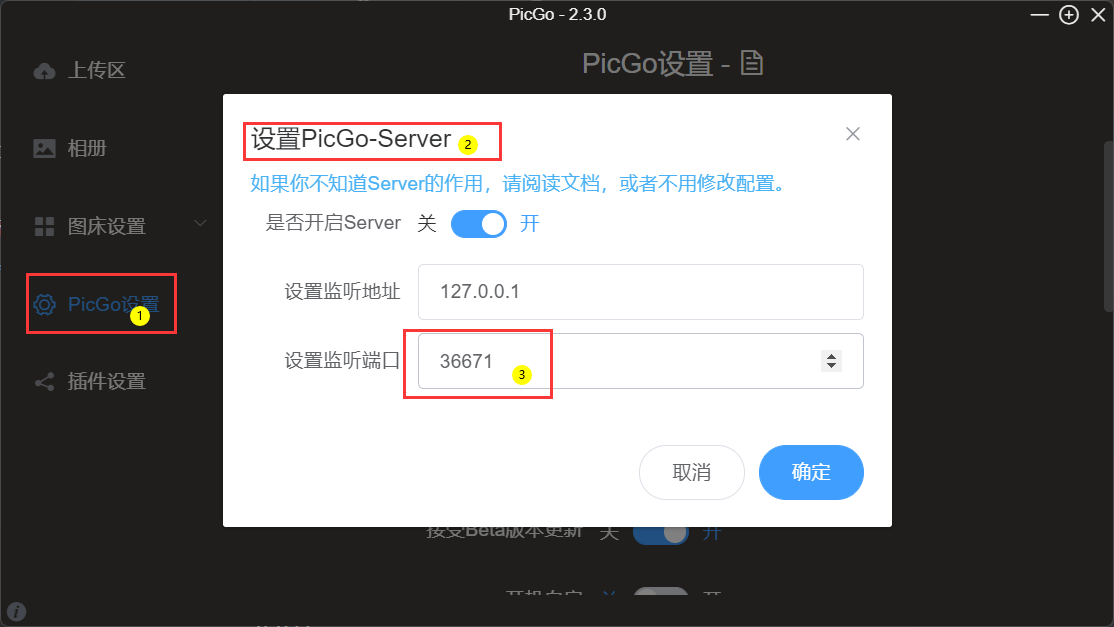 PicGo - 2.3.0
上传区
相册
图床设置
PicGo设置
1
插件设置
PicGo设置 -
设置PicGo-Server 2
如果你不知道Server的作用，请阅读文档，或者不用修改配置。
是否开启Server 关 开
设置监听地址 127.0.0.1
设置监听端口 36671 3
取消 确定
接受Beta版本更新 关 开
开机自启 关 开